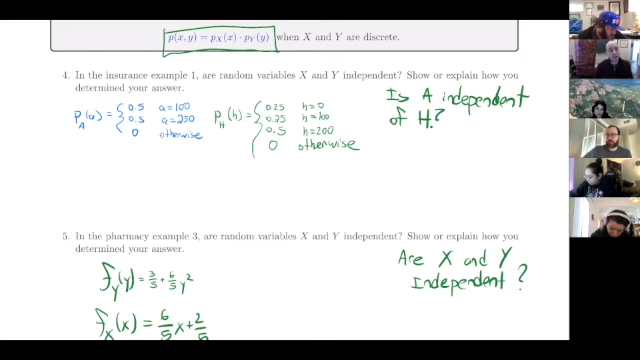 p(x, y) = p_X(x) · p_Y(y) when X and Y are discrete.
4. In the insurance example 1, are random variables X and Y independent? Show or explain how you
determined your answer.
Is A independent
of H?
P_A(a) = { 0.5 a=100
0.5 a=250
0 otherwise
P_H(h) = { 0.25 h=0
0.25 h=100
0.5 h=200
0 otherwise
5. In the pharmacy example 3, are random variables X and Y independent? Show or explain how you
determined your answer.
Are X and Y
Independent?
f_Y(y) = 3/5 + 6/5 y²
f_X(x) = 6/5 x + 2/5